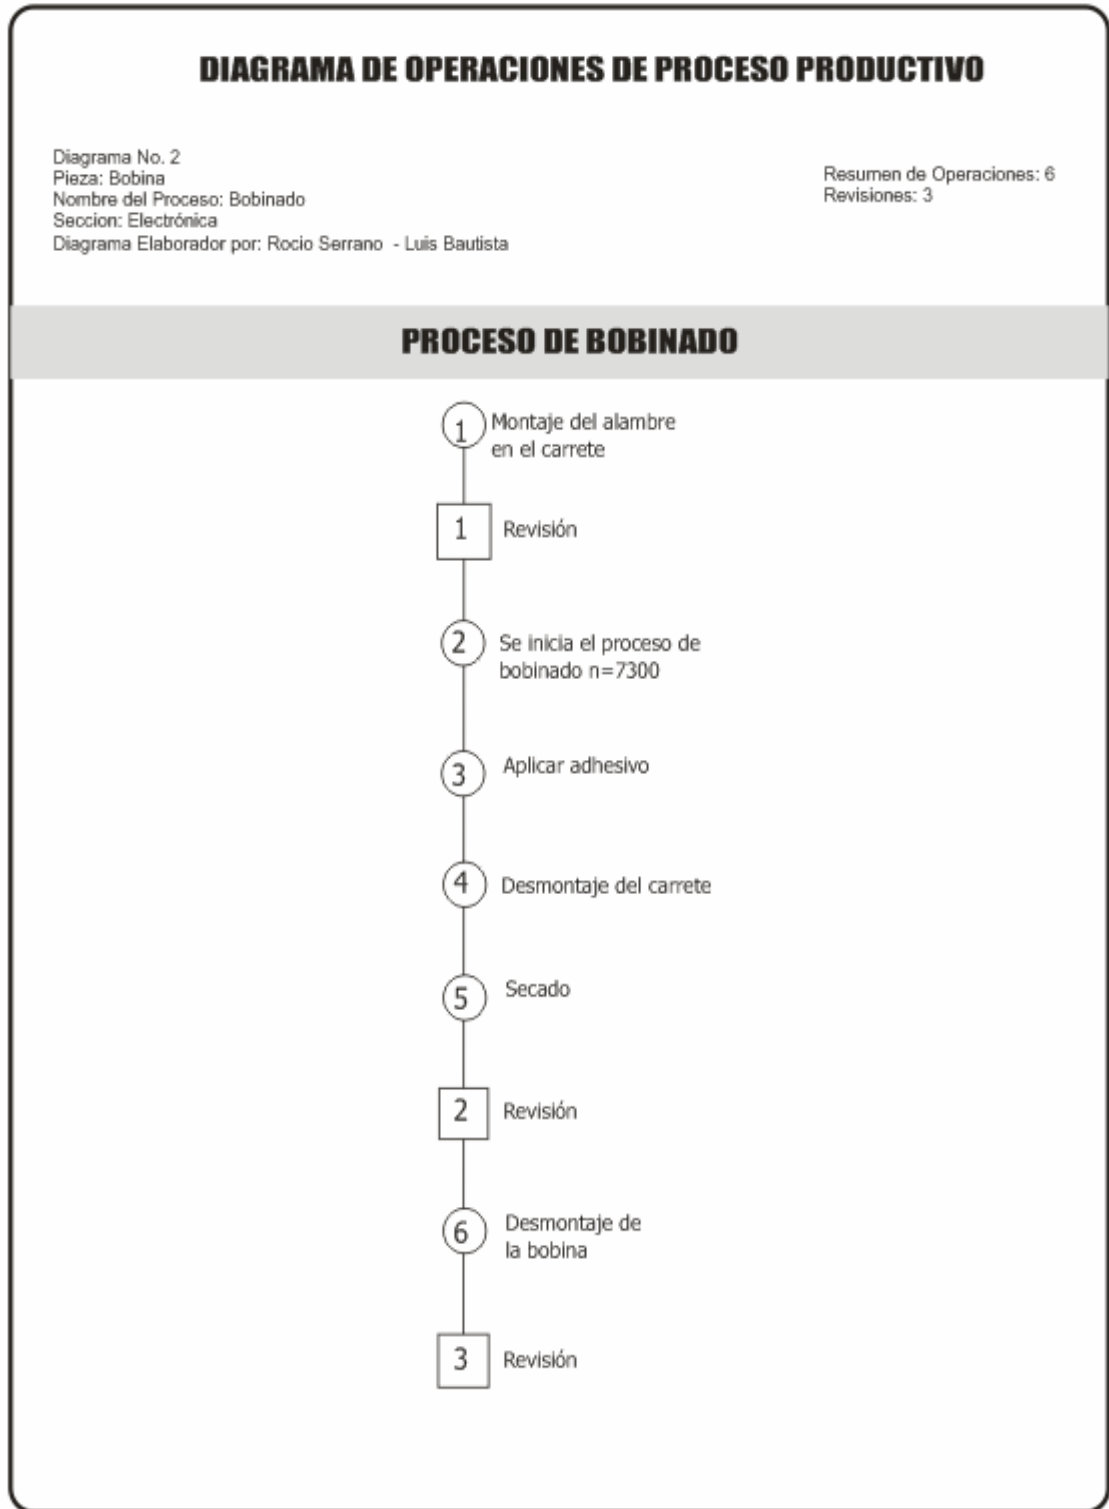 DIAGRAMA DE OPERACIONES DE PROCESO PRODUCTIVO
Diagrama No. 2
Pieza: Bobina
Nombre del Proceso: Bobinado
Seccion: Electrónica
Diagrama Elaborador por: Rocio Serrano - Luis Bautista
Resumen de Operaciones: 6
Revisiones: 3
PROCESO DE BOBINADO
1 Montaje del alambre
en el carrete
1 Revisión
2 Se inicia el proceso de
bobinado n=7300
3 Aplicar adhesivo
4 Desmontaje del carrete
5 Secado
2 Revisión
6 Desmontaje de
la bobina
3 Revisión